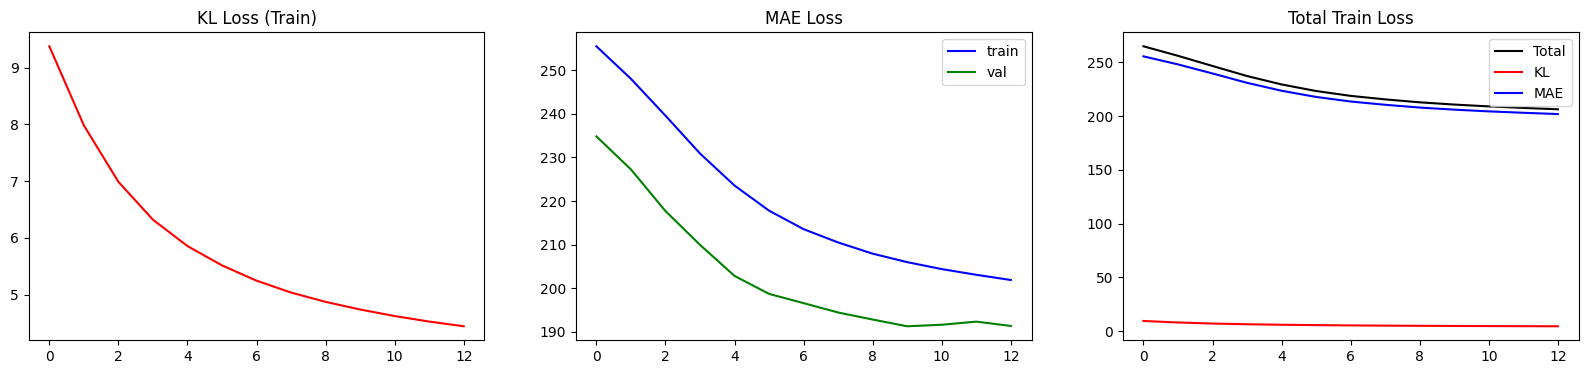 KL Loss (Train)
9
8
7
6
5
0 2 4 6 8 10 12
MAE Loss
train
val
250
240
230
220
210
200
190
0 2 4 6 8 10 12
Total Train Loss
Total
KL
MAE
250
200
150
100
50
0
0 2 4 6 8 10 12